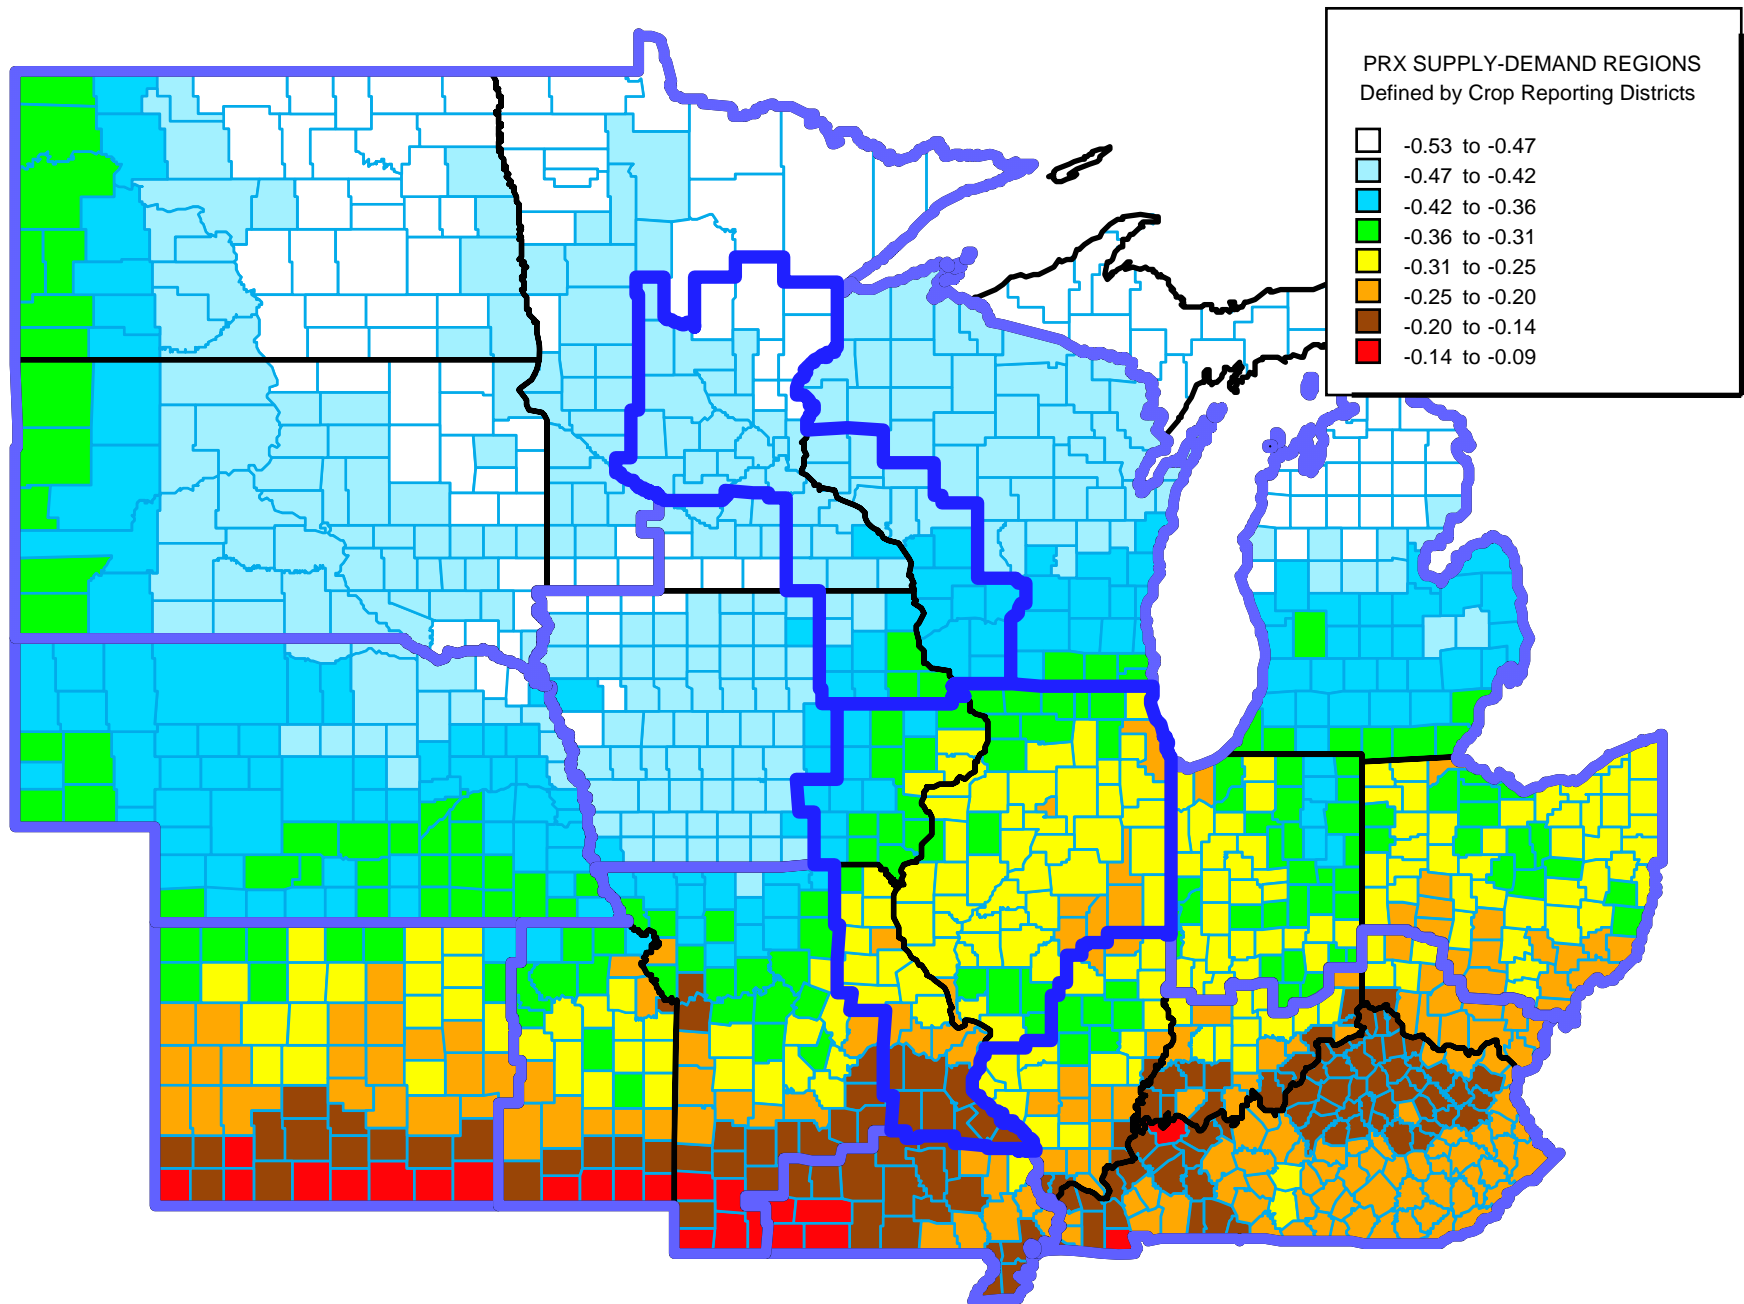 PRX SUPPLY-DEMAND REGIONS
Defined by Crop Reporting Districts
-0.53 to -0.47
-0.47 to -0.42
-0.42 to -0.36
-0.36 to -0.31
-0.31 to -0.25
-0.25 to -0.20
-0.20 to -0.14
-0.14 to -0.09